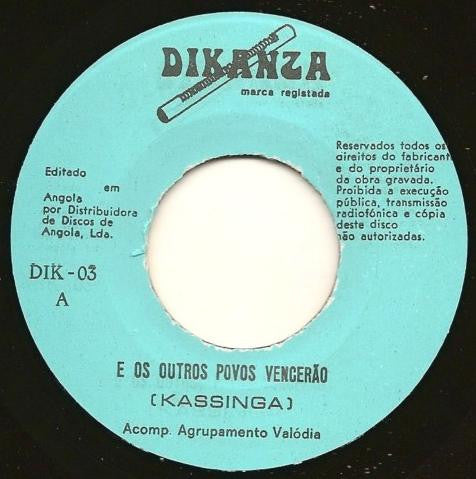 DIKANZA
marca registada
Reservados todos os
direitos do fabricant
e do proprietário
da obra gravada.
Proibida a execução
pública, transmissão
radiofónica e cópia
deste disco
não autorizadas.
Editado
em
Angola
por Distribuidora
de Discos de
Angola, Lda.
DIK-03
A
E OS OUTROS POVOS VENCERÃO
(KASSINGA)
Acomp. Agrupamento Valódia